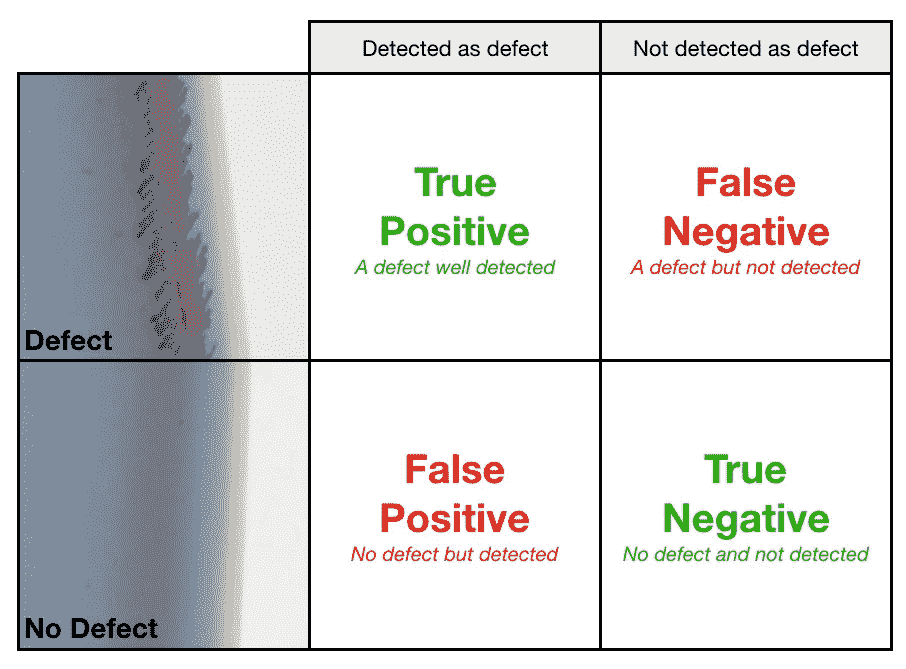 Detected as defect
Not detected as defect
Defect
True
Positive
A defect well detected
False
Negative
A defect but not detected
No Defect
False
Positive
No defect but detected
True
Negative
No defect and not detected